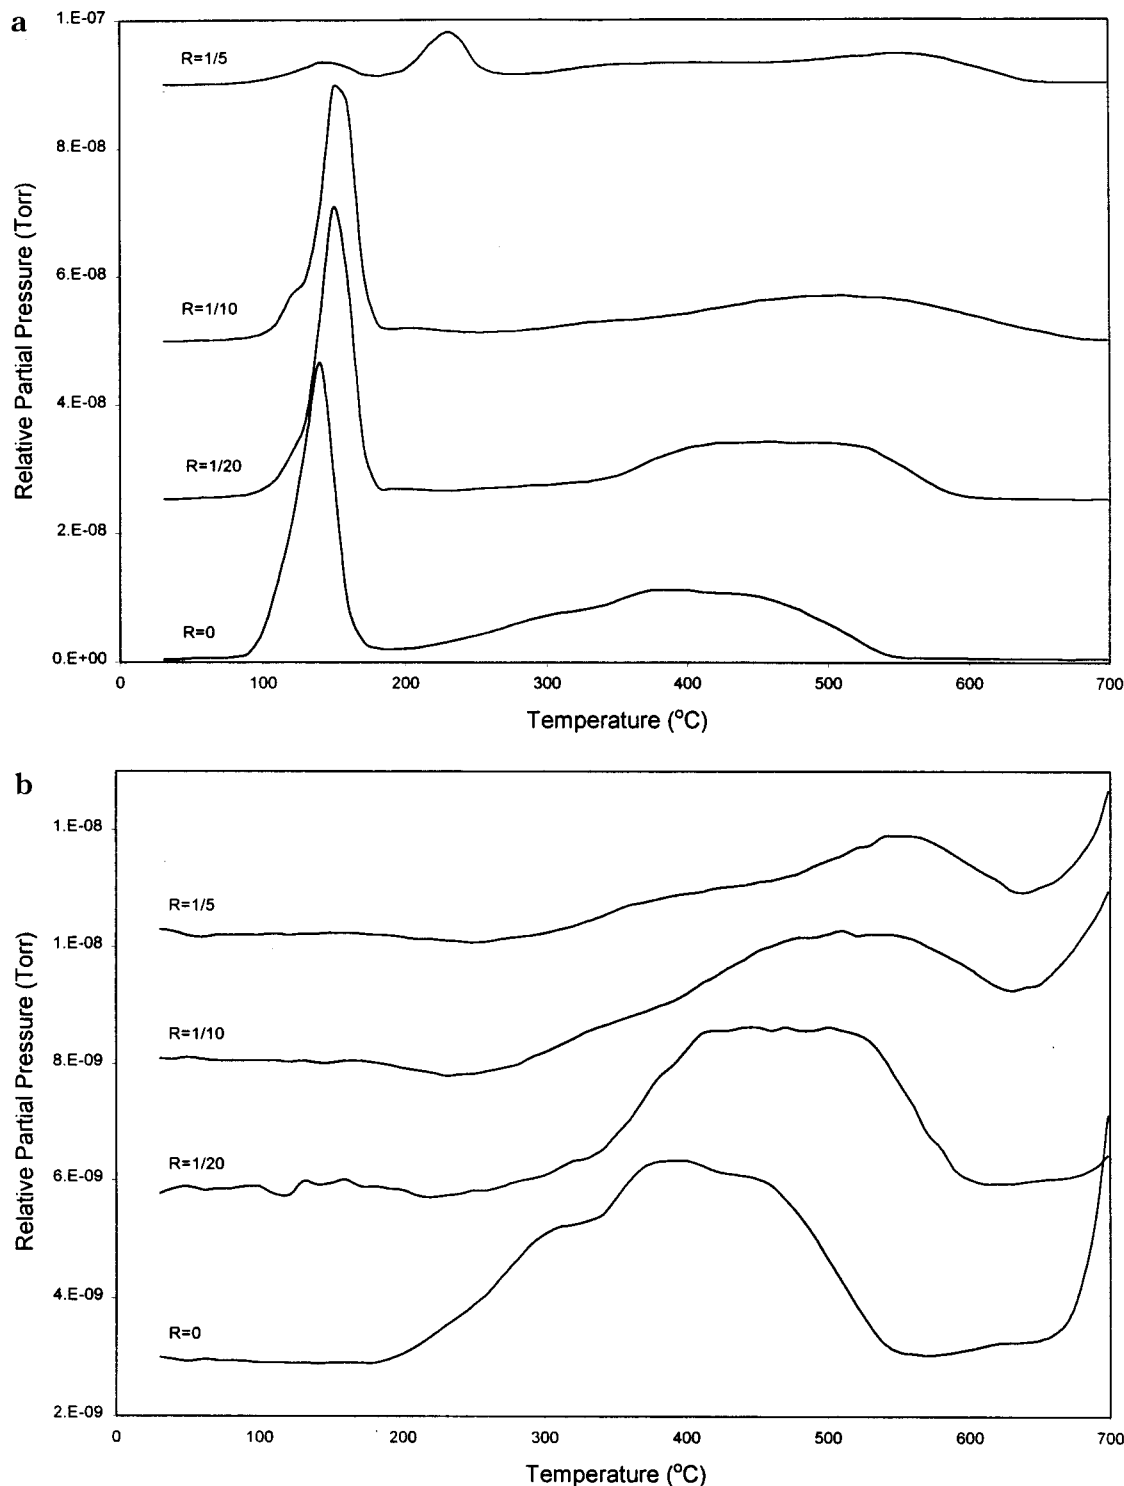 a
1.E-07
8.E-08
6.E-08
4.E-08
2.E-08
0.E+00
Relative Partial Pressure (Torr)
R=1/5
R=1/10
R=1/20
R=0
0 100 200 300 400 500 600 700
Temperature (°C)
b
1.E-08
1.E-08
8.E-09
6.E-09
4.E-09
2.E-09
Relative Partial Pressure (Torr)
R=1/5
R=1/10
R=1/20
R=0
0 100 200 300 400 500 600 700
Temperature (°C)